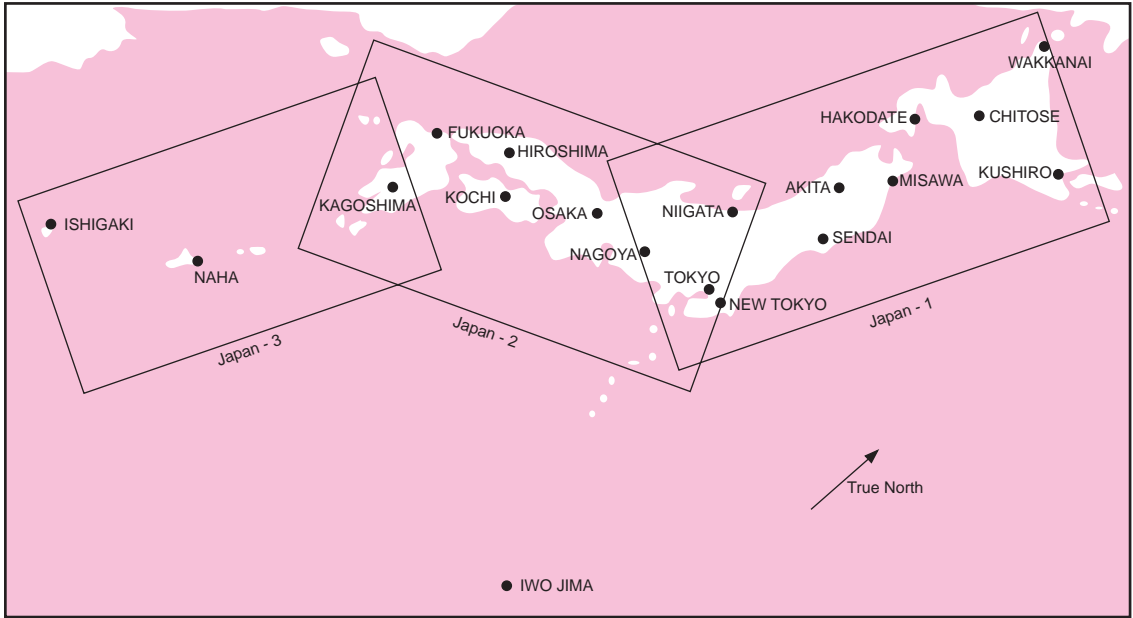 WAKKANAI
HAKODATE
CHITOSE
FUKUOKA
HIROSHIMA
KUSHIRO
MISAWA
AKITA
KOCHI
KAGOSHIMA
OSAKA
NIIGATA
ISHIGAKI
SENDAI
NAGOYA
NAHA
TOKYO
NEW TOKYO
Japan - 1
Japan - 2
Japan - 3
True North
IWO JIMA